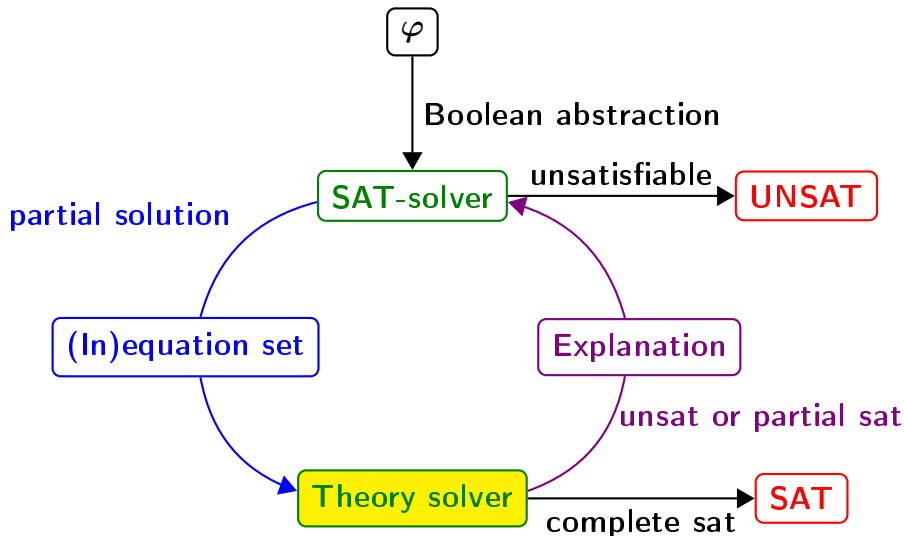 φ
Boolean abstraction
SAT-solver
unsatisfiable
UNSAT
partial solution
(In)equation set
Explanation
unsat or partial sat
Theory solver
complete sat
SAT